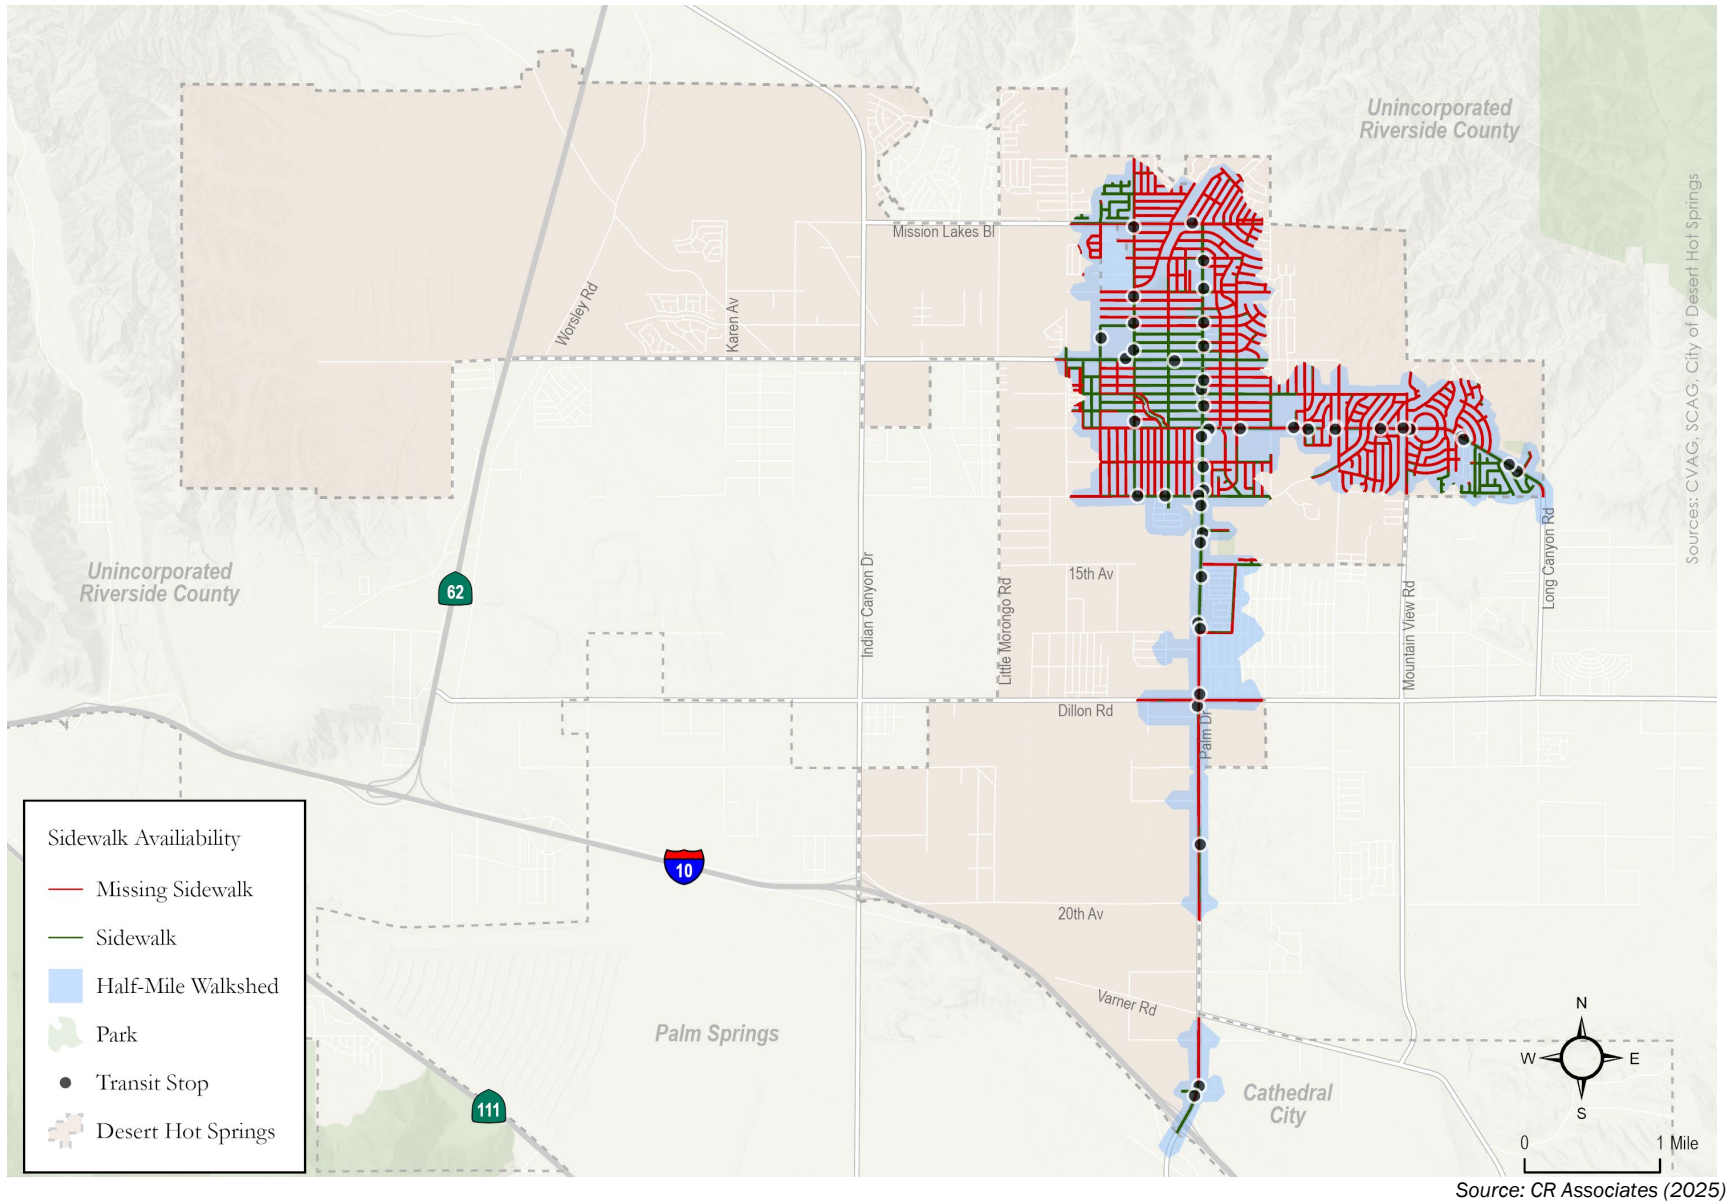 Unincorporated
Riverside County
Mission Lakes Bl
Worsley Rd
Karen Av
Sources: CVAG, SCAG, City of Desert Hot Springs
Unincorporated
Riverside County
62
Indian Canyon Dr
Little Morongo Rd
15th Av
Mountain View Rd
Long Canyon Rd
Dillon Rd
Palm Dr
10
20th Av
Varner Rd
Palm Springs
Cathedral
City
111
Sidewalk Availiability
Missing Sidewalk
Sidewalk
Half-Mile Walkshed
Park
Transit Stop
Desert Hot Springs
N
W
E
S
0
1 Mile
Source: CR Associates (2025)